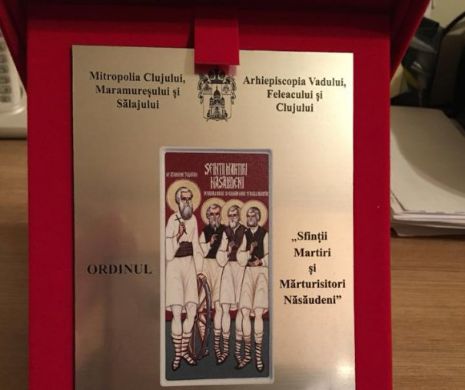 Mitropolia Clujului,
Maramureșului și
Sălajului
Arhiepiscopia Vadului,
Feleacului și
Clujului
SFINȚII MARTIRI
NĂSĂUDENI
ORDINUL
„Sfinții
Martiri
și
Mărturisitori
Năsăudeni”